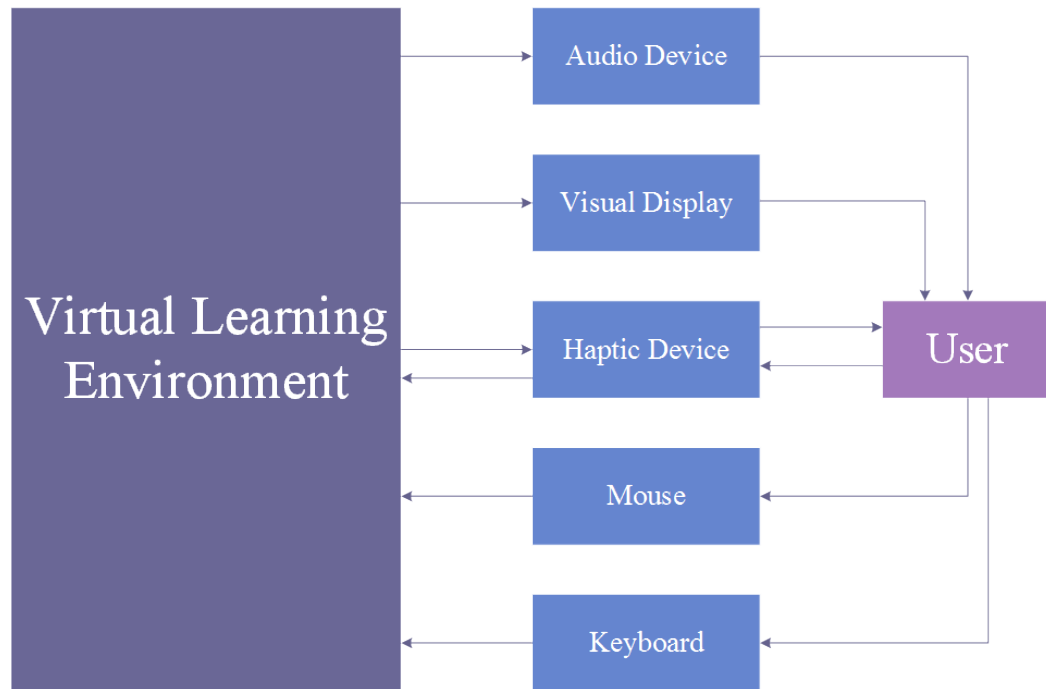 Virtual Learning
Environment
Audio Device
Visual Display
Haptic Device
Mouse
Keyboard
User